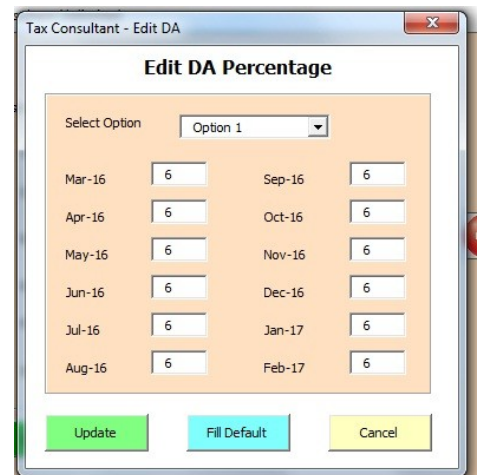 Tax Consultant - Edit DA
Edit DA Percentage
Select Option Option 1
Mar-16 6 Sep-16 6
Apr-16 6 Oct-16 6
May-16 6 Nov-16 6
Jun-16 6 Dec-16 6
Jul-16 6 Jan-17 6
Aug-16 6 Feb-17 6
Update Fill Default Cancel